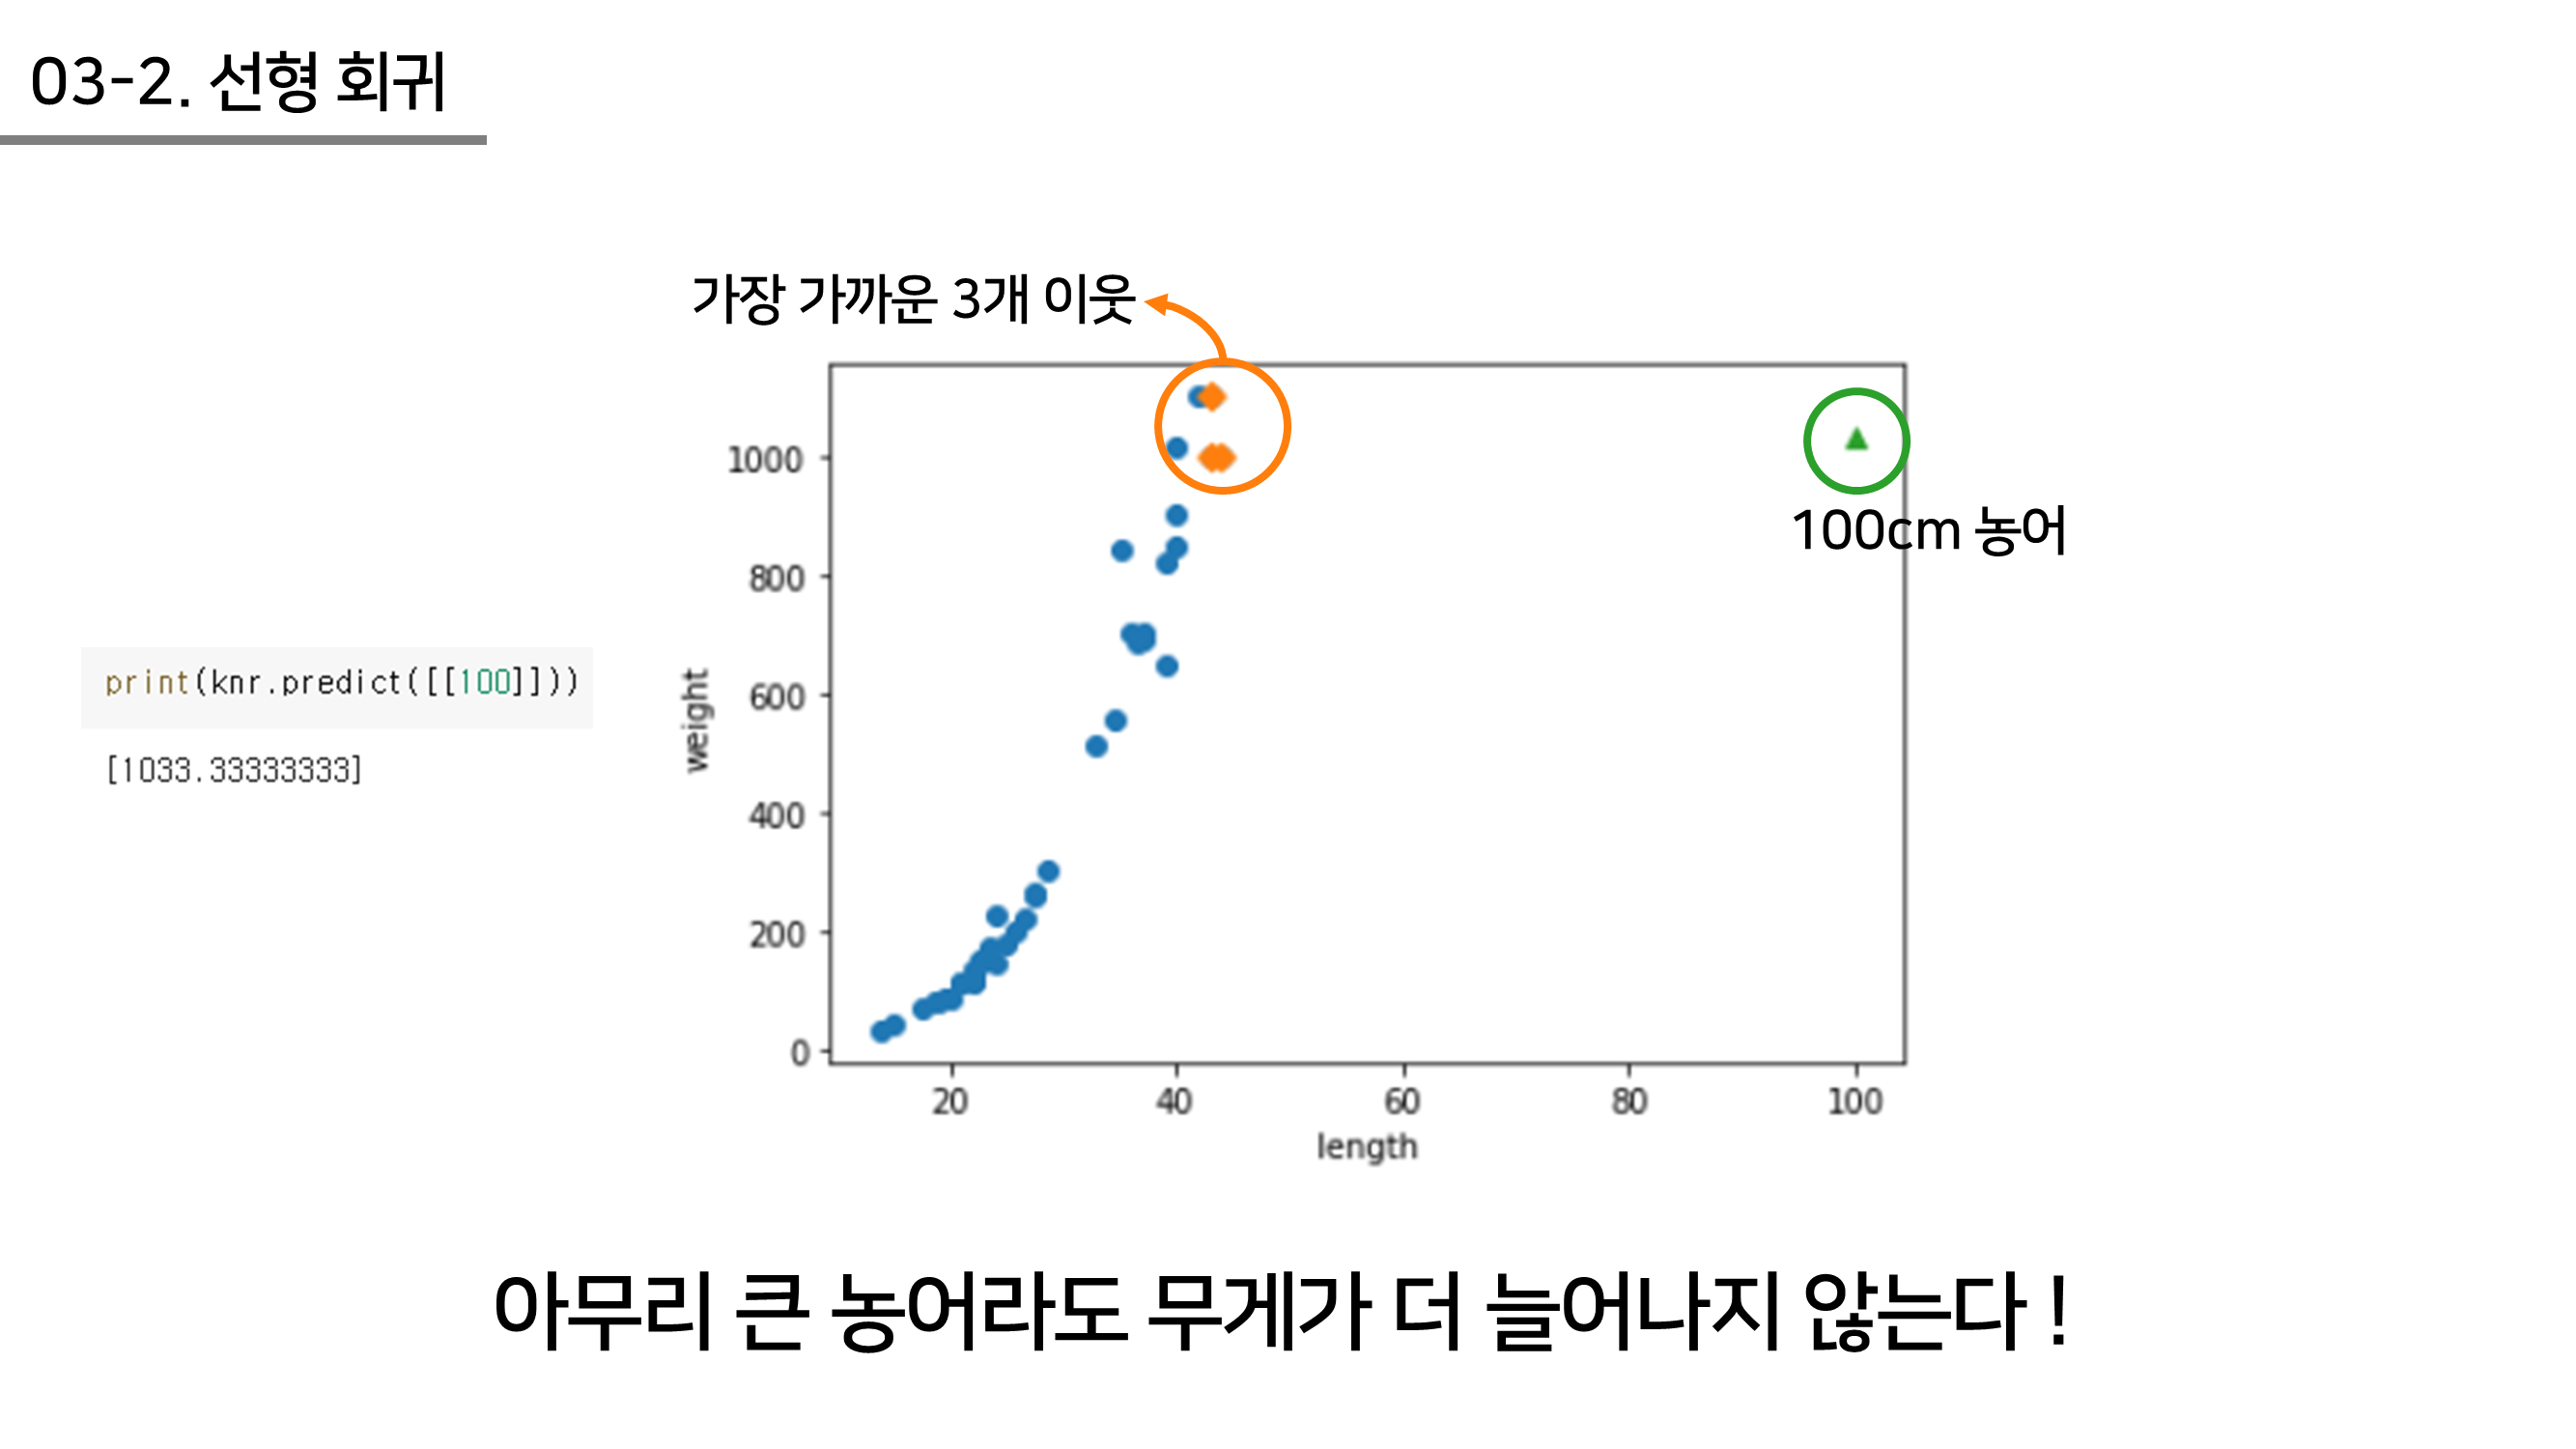 03-2. 선형 회귀
가장 가까운 3개 이웃
100cm 농어
print(knr.predict([[100]]))
[1033.33333333]
weight
1000
800
600
400
200
0
20 40 60 80 100
length
아무리 큰 농어라도 무게가 더 늘어나지 않는다 !